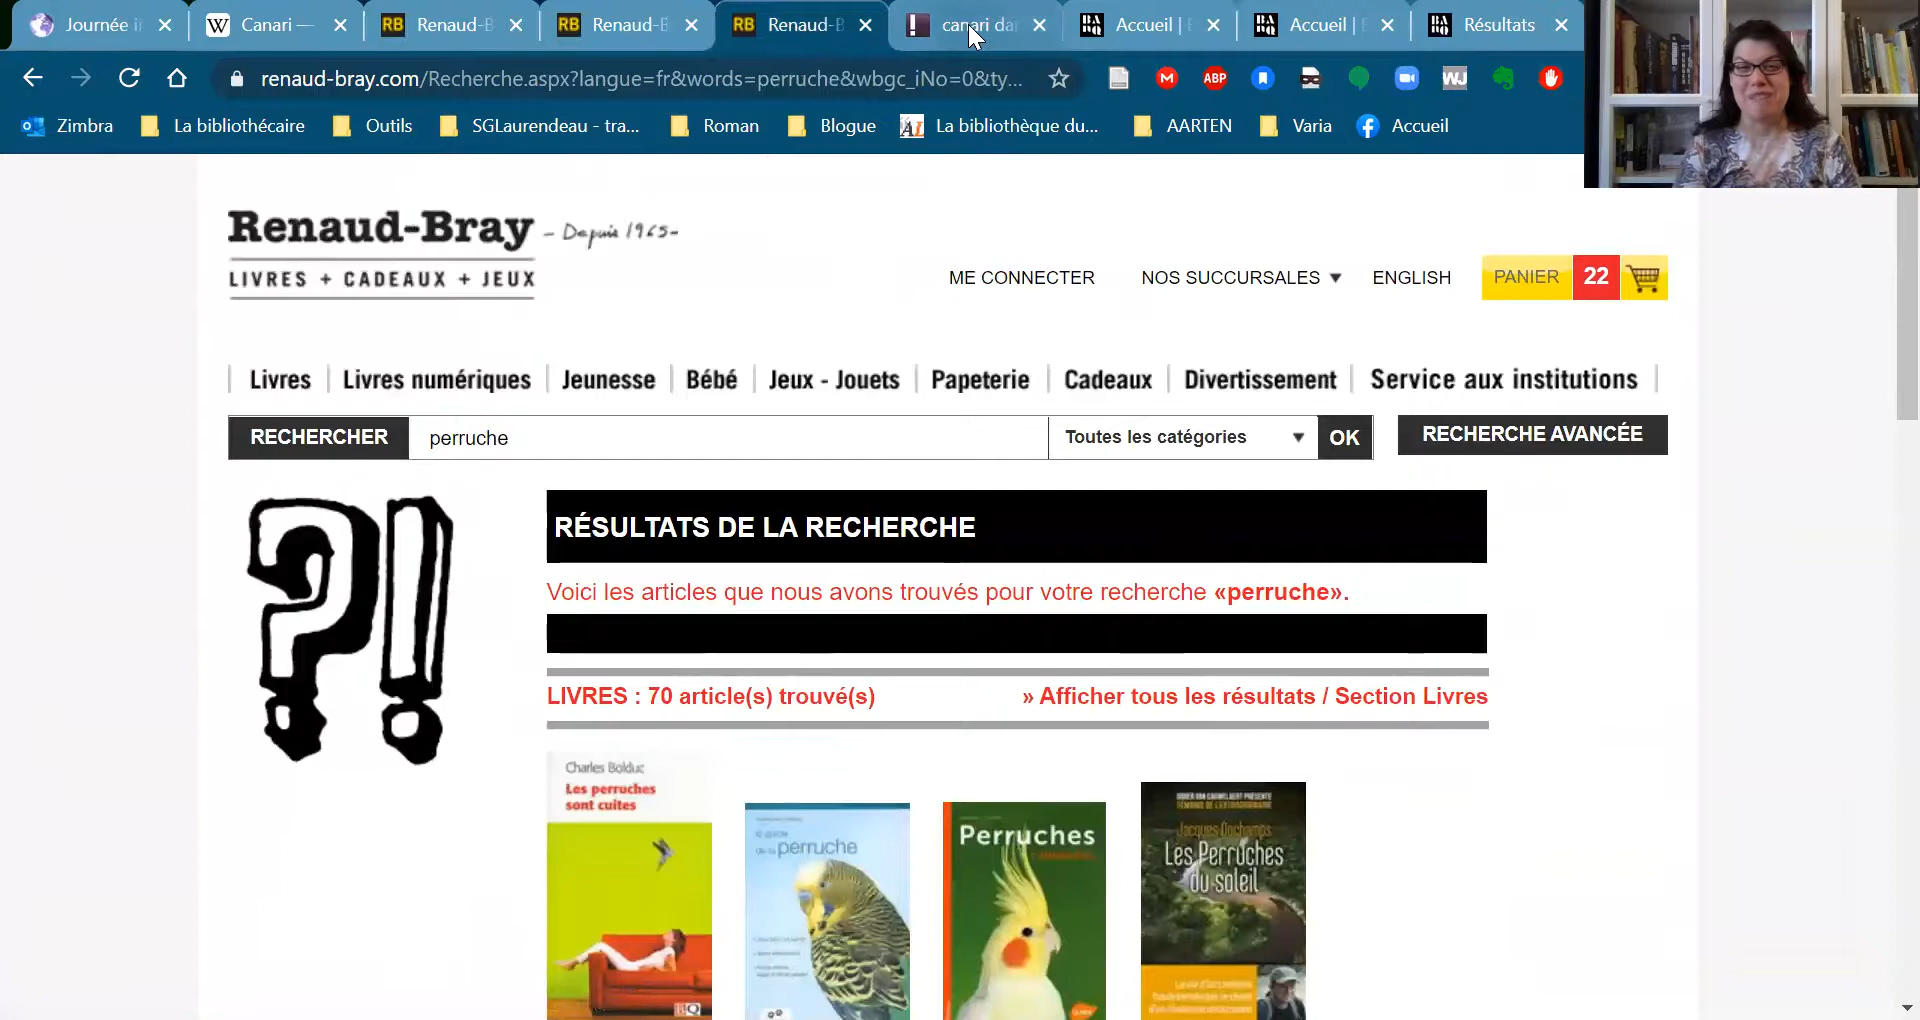 Journée i
Canari —
Renaud-B
Renaud-B
Renaud-B
canari da
Accueil | B
Accueil | B
Résultats
renaud-bray.com/Recherche.aspx?langue=fr&words=perruche&wbgc_iNo=0&ty...
Zimbra
La bibliothécaire
Outils
SGLaurendeau - tra...
Roman
Blogue
La bibliothèque du...
AARTEN
Varia
Accueil
Renaud-Bray - Depuis 1965-
LIVRES + CADEAUX + JEUX
ME CONNECTER
NOS SUCCURSALES
ENGLISH
PANIER 22
Livres
Livres numériques
Jeunesse
Bébé
Jeux - Jouets
Papeterie
Cadeaux
Divertissement
Service aux institutions
RECHERCHER
perruche
Toutes les catégories
OK
RECHERCHE AVANCÉE
?!
RÉSULTATS DE LA RECHERCHE
Voici les articles que nous avons trouvés pour votre recherche «perruche».
LIVRES : 70 article(s) trouvé(s)
» Afficher tous les résultats / Section Livres
Charles Bolduc
Les perruches
sont cuites
BQ
de la perruche
Perruches
Jacques Dochamps
Les Perruches
du soleil